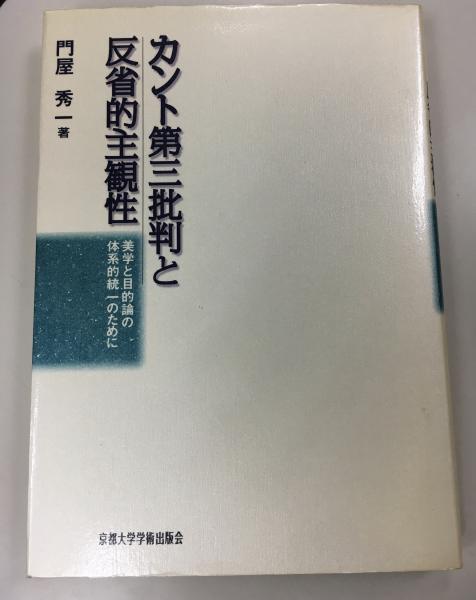 カント第三批判と
反省的主観性
美学と目的論の
体系的統一のために
門屋 秀一 著
京都大学学術出版会